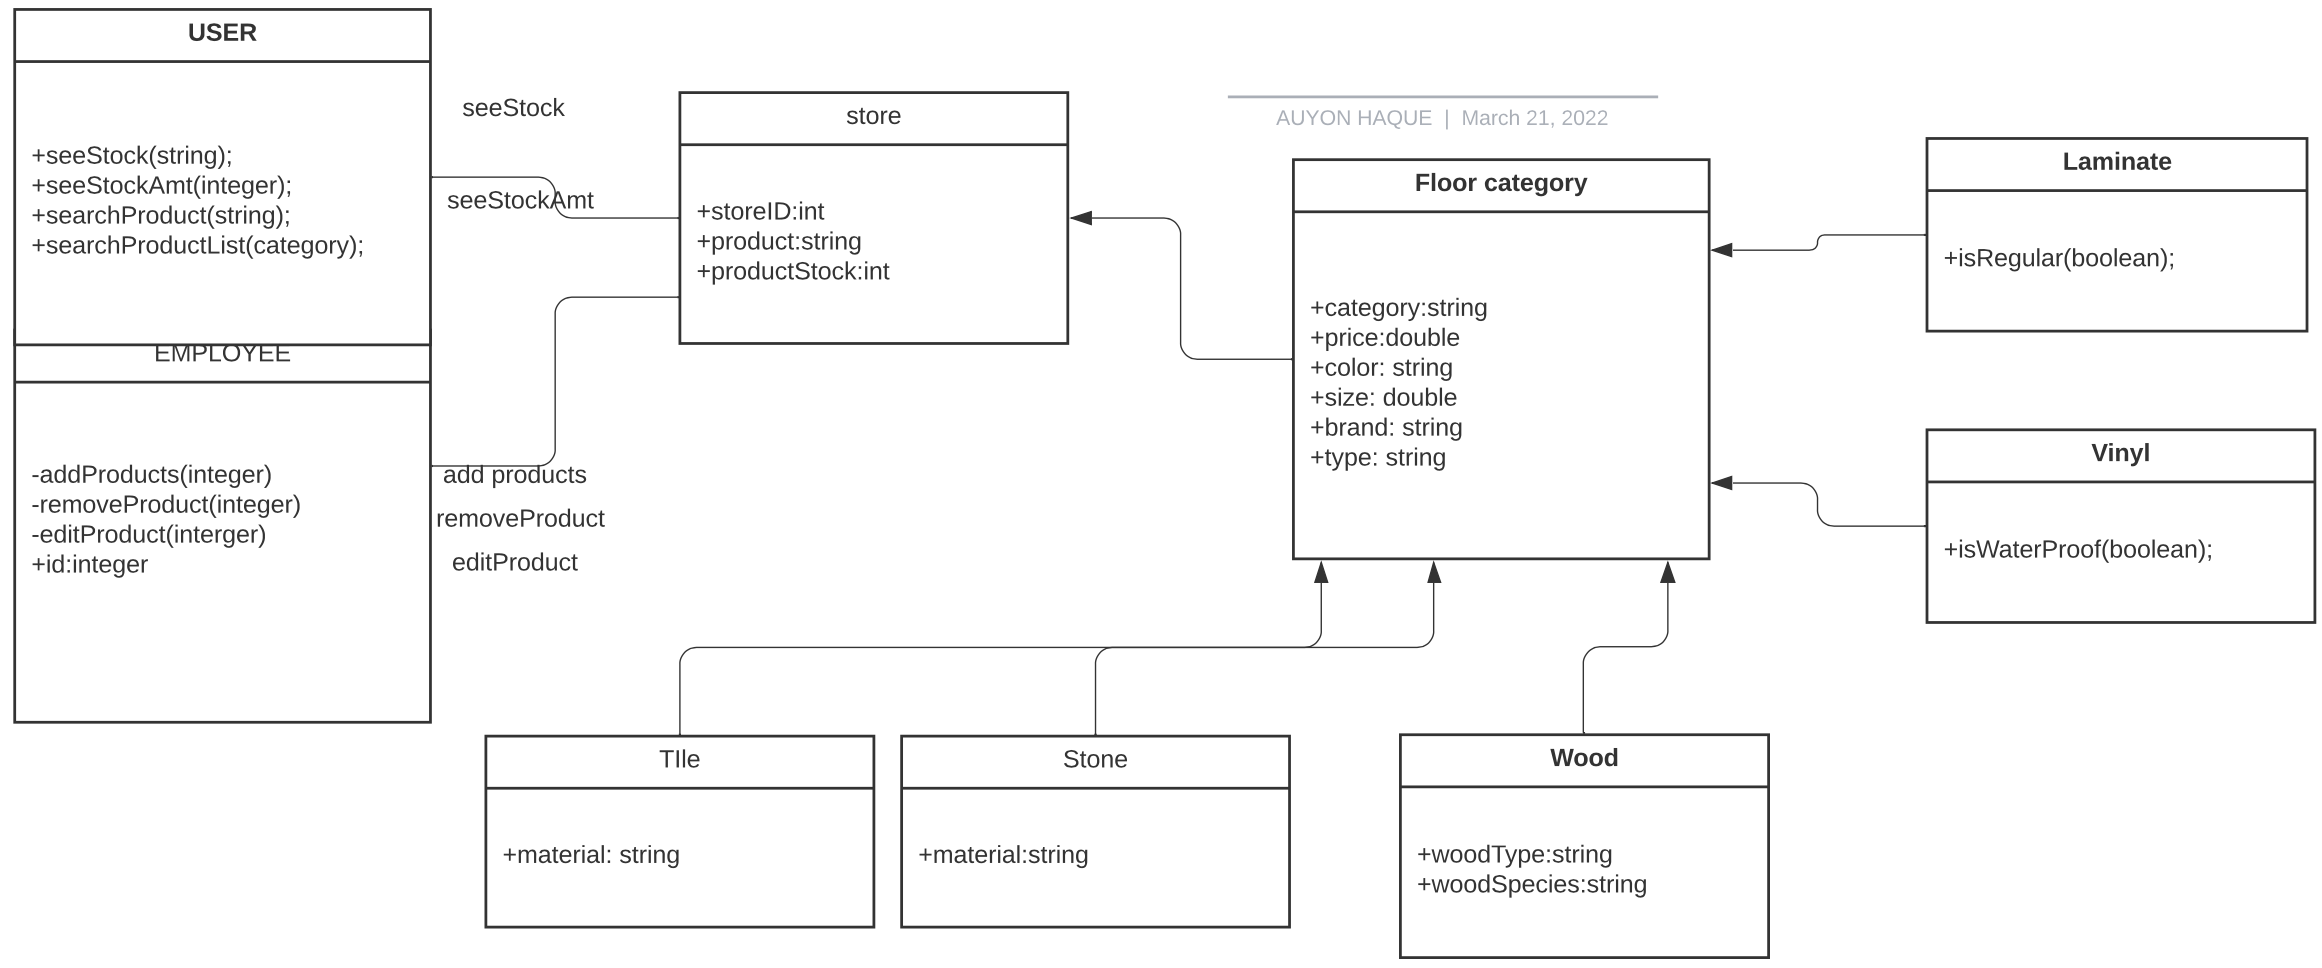 USER
+seeStock(string);
+seeStockAmt(integer);
+searchProduct(string);
+searchProductList(category);
EMPLOYEE
-addProducts(integer)
-removeProduct(integer)
-editProduct(interger)
+id:integer
seeStock
seeStockAmt
add products
removeProduct
editProduct
store
+storeID:int
+product:string
+productStock:int
AUYON HAQUE | March 21, 2022
Floor category
+category:string
+price:double
+color: string
+size: double
+brand: string
+type: string
Laminate
+isRegular(boolean);
Vinyl
+isWaterProof(boolean);
TIle
+material: string
Stone
+material:string
Wood
+woodType:string
+woodSpecies:string